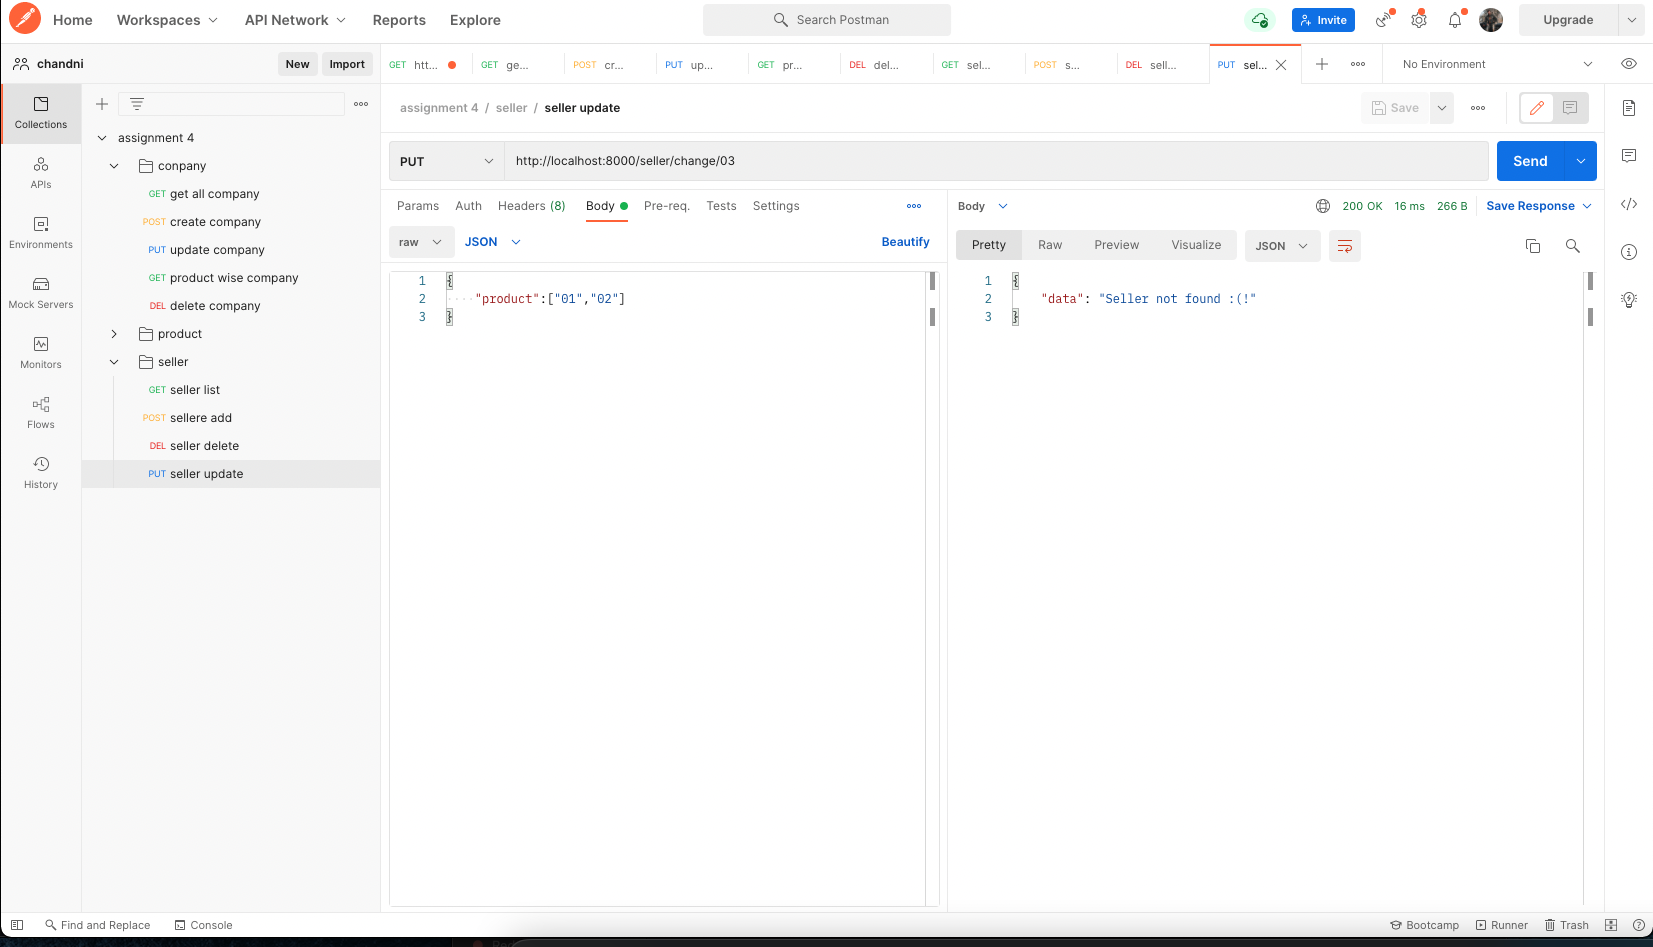 Home Workspaces API Network Reports Explore Search Postman Invite Upgrade
chandni New Import
GET htt... GET ge... POST cr... PUT up... GET pr... DEL del... GET sel... POST s... DEL sell... PUT sel... No Environment
Collections
APIs
Environments
Mock Servers
Monitors
Flows
History
assignment 4
conpany
GET get all company
POST create company
PUT update company
GET product wise company
DEL delete company
product
seller
GET seller list
POST sellere add
DEL seller delete
PUT seller update
assignment 4 / seller / seller update Save
PUT http://localhost:8000/seller/change/03 Send
Params Auth Headers (8) Body Pre-req. Tests Settings
raw JSON Beautify
1 {
2 "product":["01","02"]
3 }
Body 200 OK 16 ms 266 B Save Response
Pretty Raw Preview Visualize JSON
1 {
2 "data": "Seller not found :(!"
3 }
Find and Replace Console Bootcamp Runner Trash